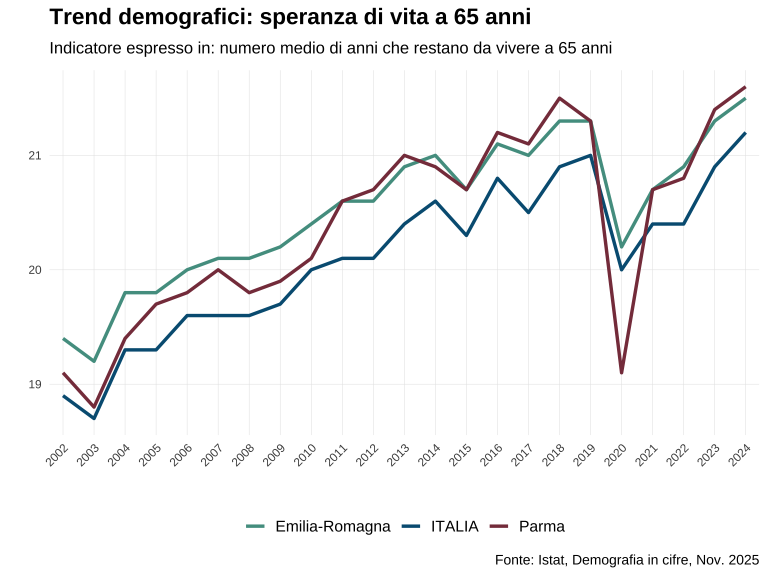 Trend demografici: speranza di vita a 65 anni
Indicatore espresso in: numero medio di anni che restano da vivere a 65 anni
21
20
19
2002 2003 2004 2005 2006 2007 2008 2009 2010 2011 2012 2013 2014 2015 2016 2017 2018 2019 2020 2021 2022 2023 2024
Emilia-Romagna ITALIA Parma
Fonte: Istat, Demografia in cifre, Nov. 2025